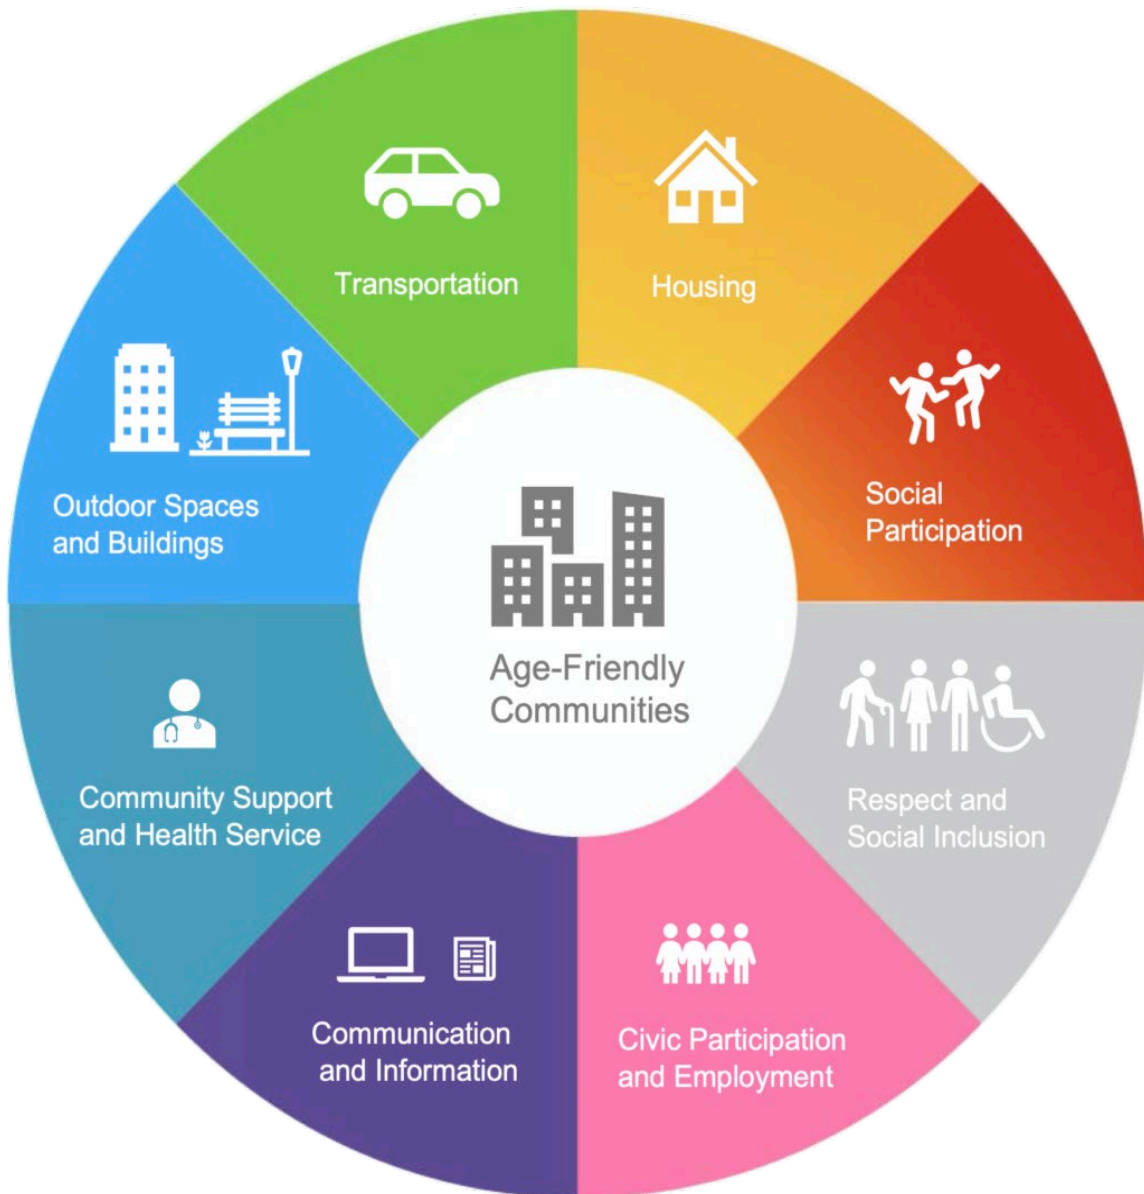 Transportation
Housing
Outdoor Spaces
and Buildings
Social
Participation
Age-Friendly
Communities
Community Support
and Health Service
Respect and
Social Inclusion
Communication
and Information
Civic Participation
and Employment